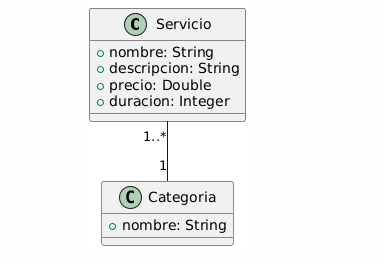 C Servicio
nombre: String
descripcion: String
precio: Double
duracion: Integer
1..*
1
C Categoria
nombre: String